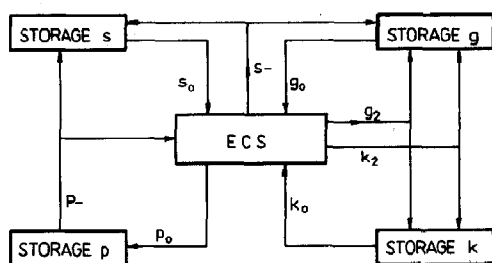 STORAGE s
STORAGE g
s₀
s–
g₀
g₂
ECS
k₂
P–
p₀
k₀
STORAGE p
STORAGE k